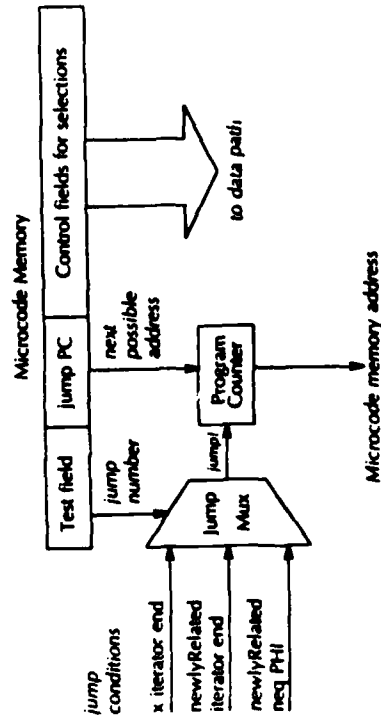 Microcode Memory
Test field
jump PC
Control fields for selections
jump
number
next
possible
address
to data path
jump
conditions
x iterator end
newlyRelated
iterator end
newlyRelated
neq PHI
Jump
Mux
jump!
Program
Counter
Microcode memory address